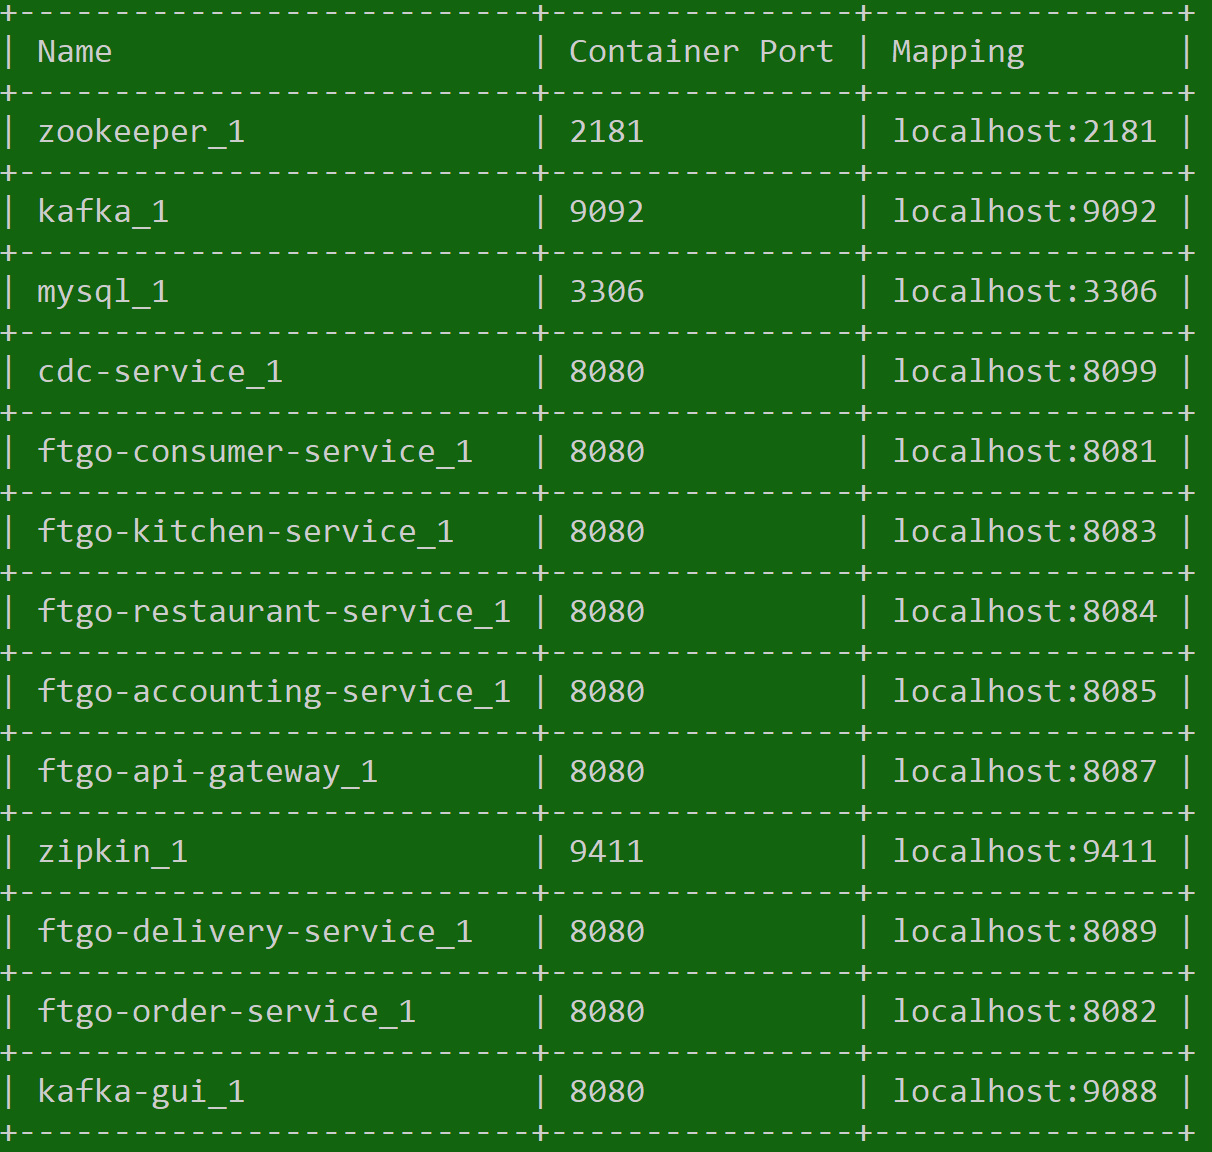 +---------------------------+----------------+----------------+
| Name                      | Container Port | Mapping        |
+---------------------------+----------------+----------------+
| zookeeper_1               | 2181           | localhost:2181 |
+---------------------------+----------------+----------------+
| kafka_1                   | 9092           | localhost:9092 |
+---------------------------+----------------+----------------+
| mysql_1                   | 3306           | localhost:3306 |
+---------------------------+----------------+----------------+
| cdc-service_1             | 8080           | localhost:8099 |
+---------------------------+----------------+----------------+
| ftgo-consumer-service_1   | 8080           | localhost:8081 |
+---------------------------+----------------+----------------+
| ftgo-kitchen-service_1    | 8080           | localhost:8083 |
+---------------------------+----------------+----------------+
| ftgo-restaurant-service_1 | 8080           | localhost:8084 |
+---------------------------+----------------+----------------+
| ftgo-accounting-service_1 | 8080           | localhost:8085 |
+---------------------------+----------------+----------------+
| ftgo-api-gateway_1        | 8080           | localhost:8087 |
+---------------------------+----------------+----------------+
| zipkin_1                  | 9411           | localhost:9411 |
+---------------------------+----------------+----------------+
| ftgo-delivery-service_1   | 8080           | localhost:8089 |
+---------------------------+----------------+----------------+
| ftgo-order-service_1      | 8080           | localhost:8082 |
+---------------------------+----------------+----------------+
| kafka-gui_1               | 8080           | localhost:9088 |
+---------------------------+----------------+----------------+